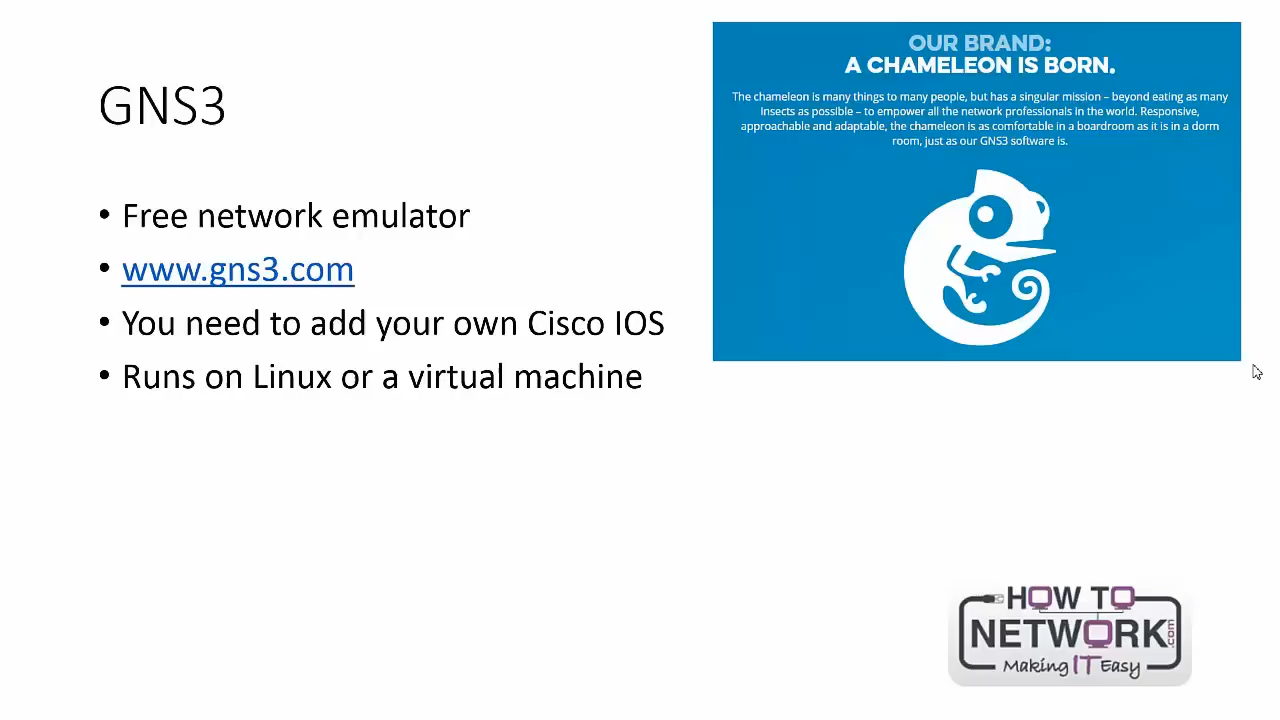 GNS3
• Free network emulator
• www.gns3.com
• You need to add your own Cisco IOS
• Runs on Linux or a virtual machine
OUR BRAND:
A CHAMELEON IS BORN.
The chameleon is many things to many people, but has a singular mission – beyond eating as many
insects as possible – to empower all the network professionals in the world. Responsive,
approachable and adaptable, the chameleon is as comfortable in a boardroom as it is in a dorm
room, just as our GNS3 software is.
HOW TO
NETWORK.com
Making IT Easy